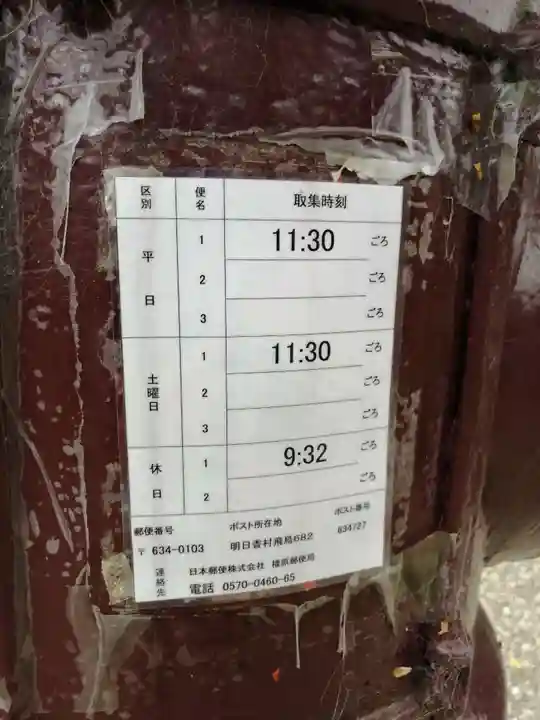 区別 便名 取集時刻
平日 1 11:30 ごろ
2 ごろ
3 ごろ
土曜日 1 11:30 ごろ
2 ごろ
3 ごろ
休日 1 9:32 ごろ
2 ごろ
郵便番号 ポスト所在地 ポスト番号
〒 634-0103 明日香村飛鳥682 634727
連絡先 日本郵便株式会社 橿原郵便局
電話 0570-0460-65